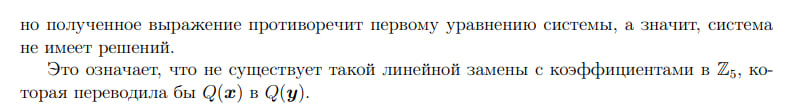 но полученное выражение противоречит первому уравнению системы, а значит, система
не имеет решений.
Это означает, что не существует такой линейной замены с коэффициентами в ℤ₅, ко-
торая переводила бы Q(x) в Q(y).